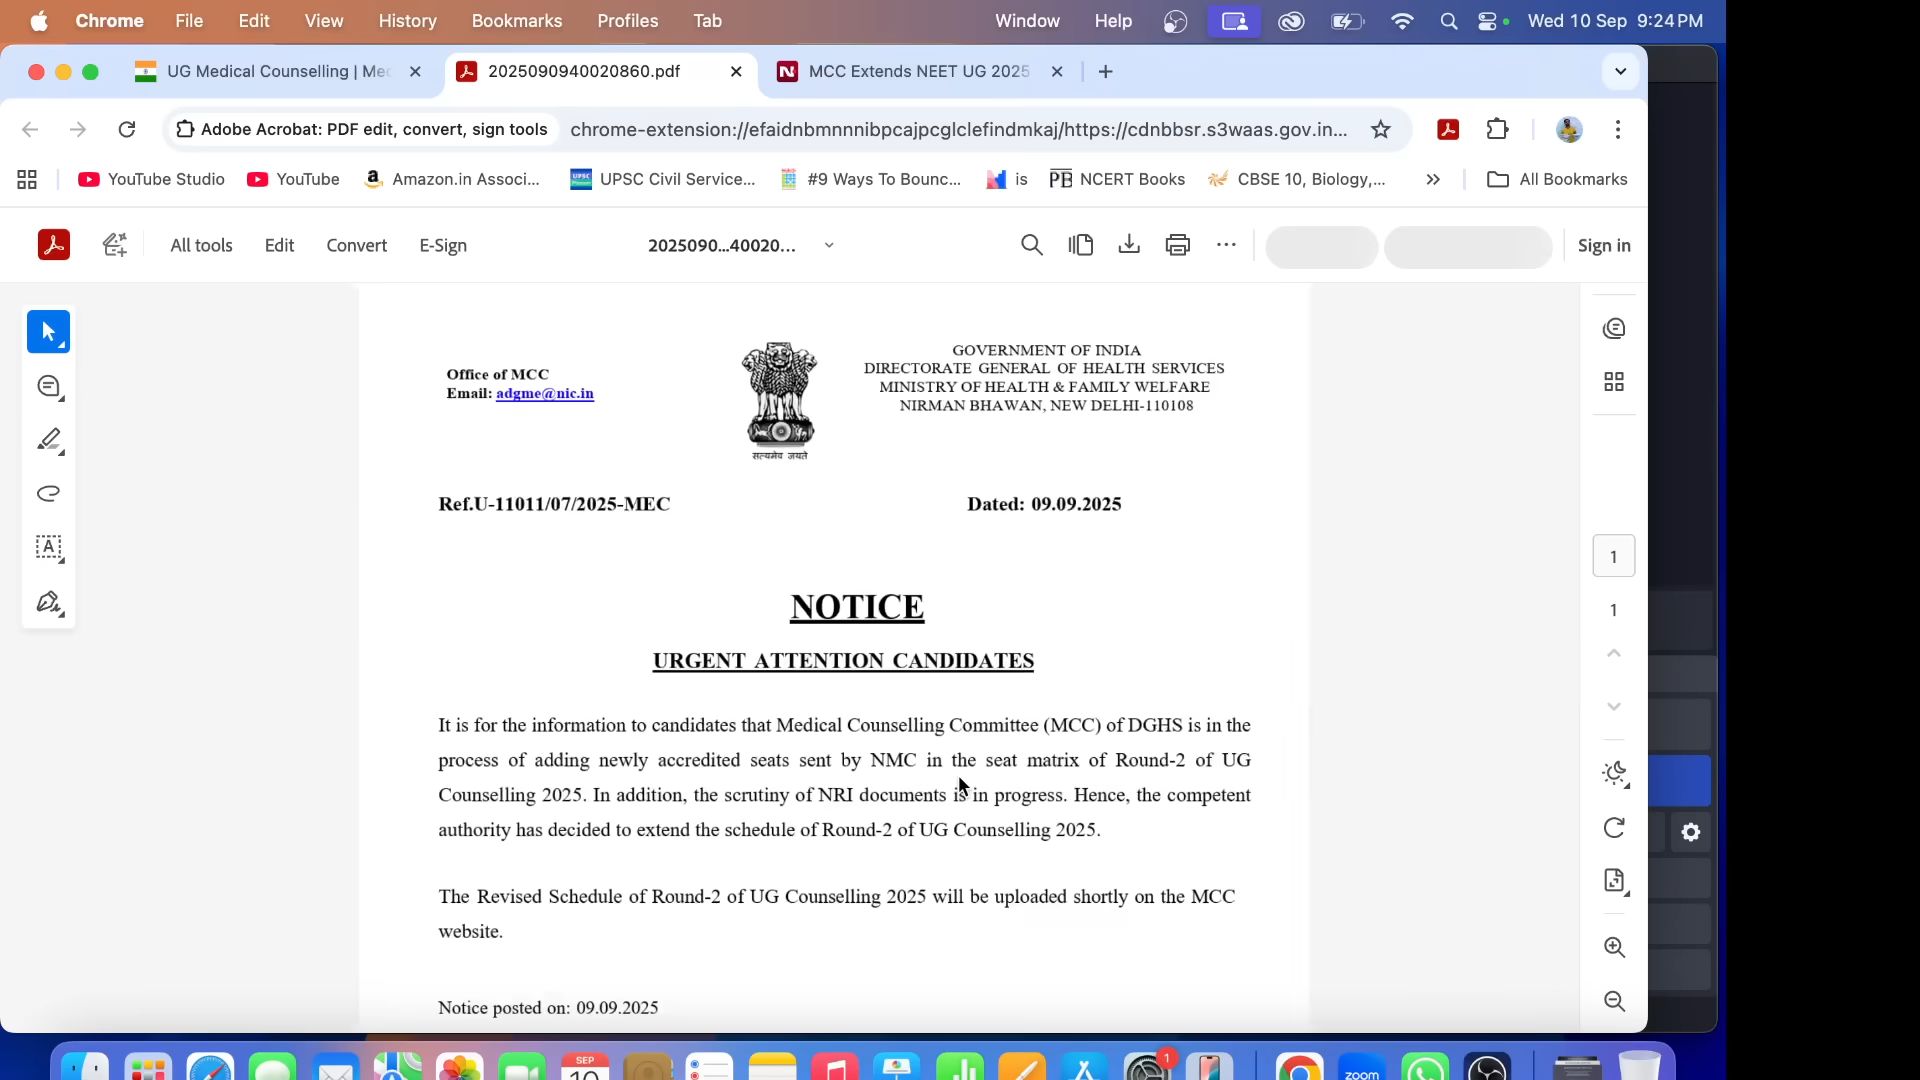 Chrome File Edit View History Bookmarks Profiles Tab Window Help Wed 10 Sep 9:24 PM
UG Medical Counselling | Med
2025090940020860.pdf
MCC Extends NEET UG 2025
Adobe Acrobat: PDF edit, convert, sign tools
chrome-extension://efaidnbmnnnibpcajpcglclefindmkaj/https://cdnbbsr.s3waas.gov.in...
YouTube Studio YouTube Amazon.in Associ... UPSC Civil Service... #9 Ways To Bounc... is NCERT Books CBSE 10, Biology,... All Bookmarks
All tools Edit Convert E-Sign 2025090...40020... Sign in
Office of MCC
Email: adgme@nic.in
सत्यमेव जयते
GOVERNMENT OF INDIA
DIRECTORATE GENERAL OF HEALTH SERVICES
MINISTRY OF HEALTH & FAMILY WELFARE
NIRMAN BHAWAN, NEW DELHI-110108
Ref.U-11011/07/2025-MEC Dated: 09.09.2025
NOTICE
URGENT ATTENTION CANDIDATES
It is for the information to candidates that Medical Counselling Committee (MCC) of DGHS is in the
process of adding newly accredited seats sent by NMC in the seat matrix of Round-2 of UG
Counselling 2025. In addition, the scrutiny of NRI documents is in progress. Hence, the competent
authority has decided to extend the schedule of Round-2 of UG Counselling 2025.
The Revised Schedule of Round-2 of UG Counselling 2025 will be uploaded shortly on the MCC
website.
Notice posted on: 09.09.2025
1
1
SEP
10
zoom
1